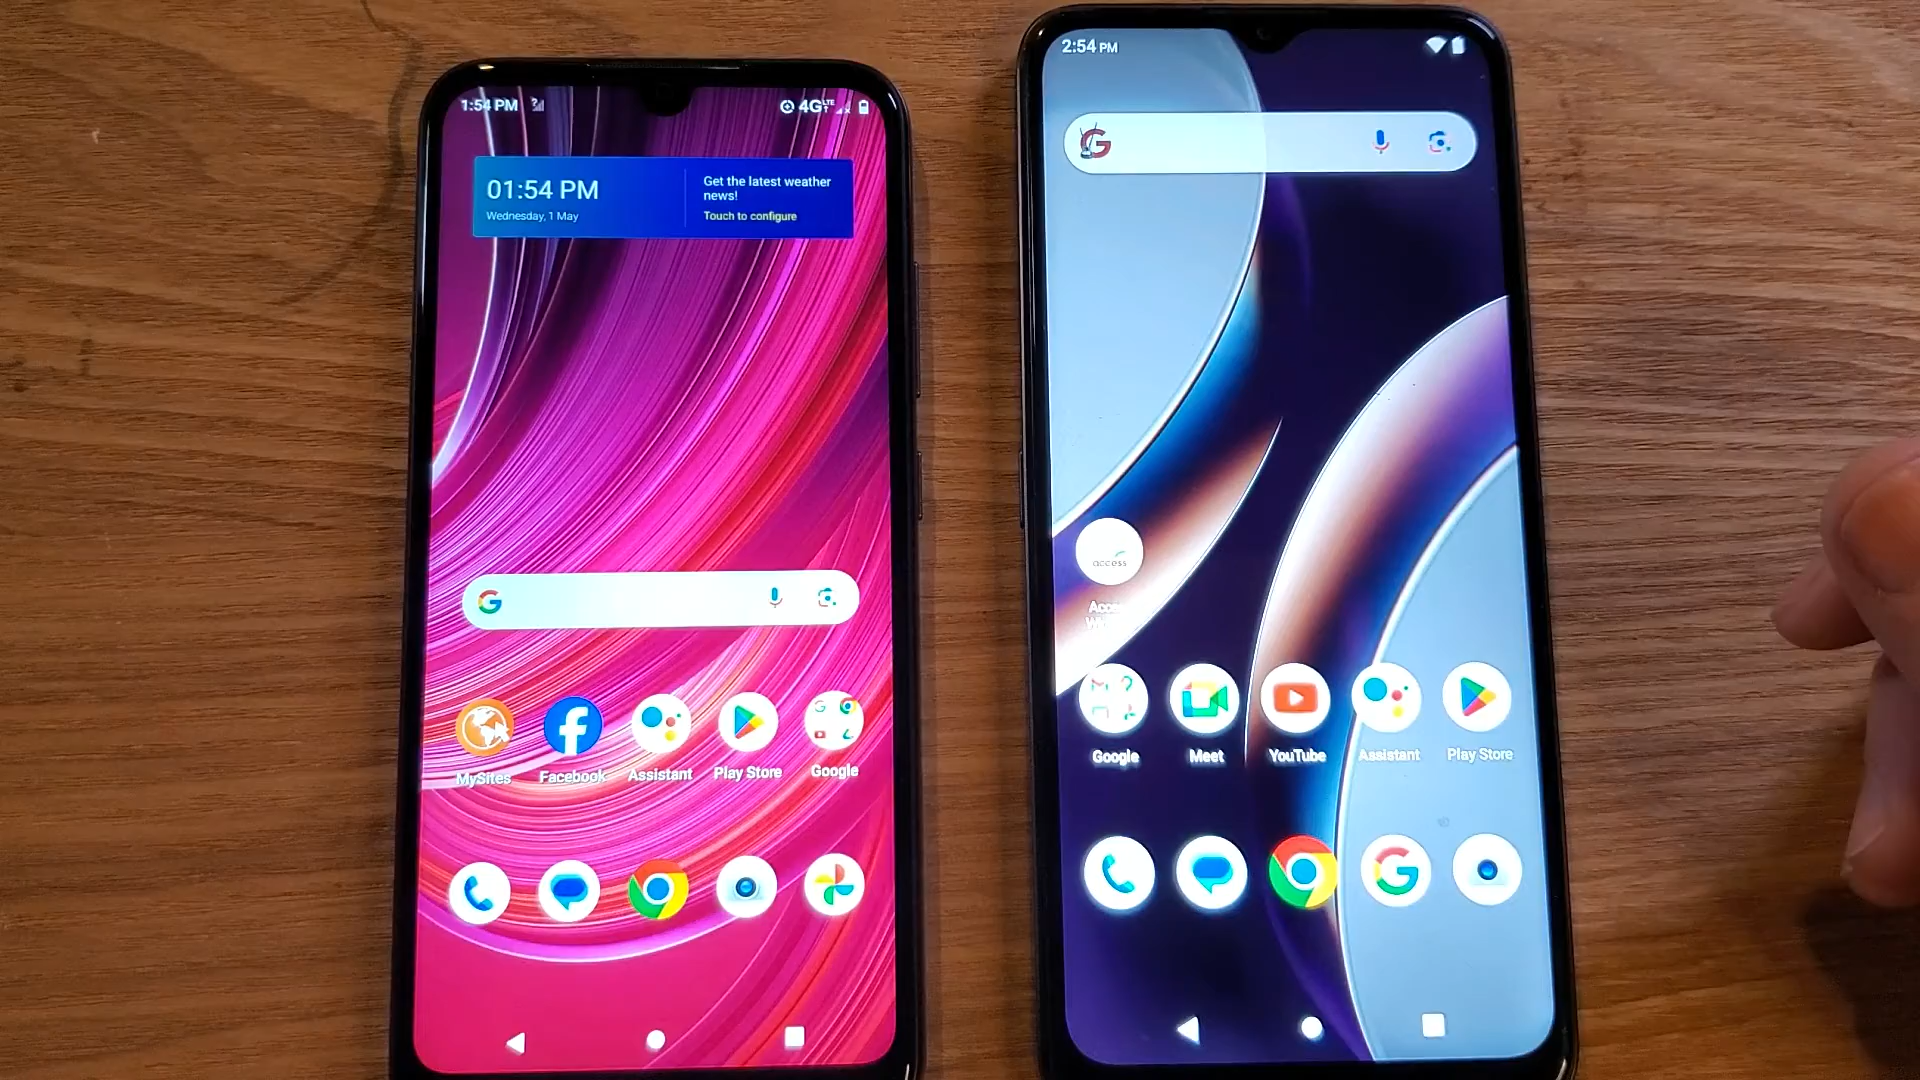 1:54 PM
4G LTE
01:54 PM
Wednesday, 1 May
Get the latest weather
news!
Touch to configure
MySites
Facebook
Assistant
Play Store
Google
2:54 PM
access
Google
Meet
YouTube
Assistant
Play Store